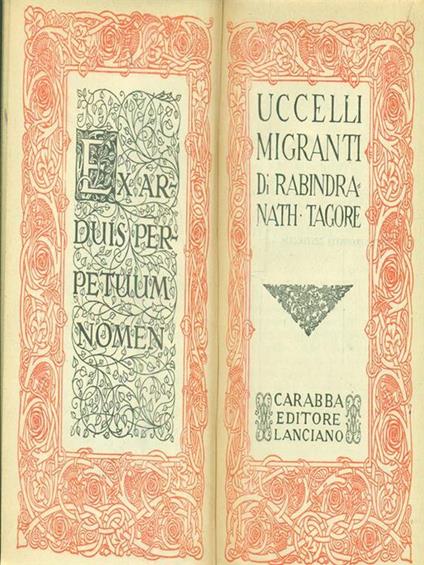 EX AR-
DUIS PER-
PETUUM
NOMEN
UCCELLI
MIGRANTI
Di RABINDRA-
NATH · TAGORE
CARABBA
EDITORE
LANCIANO